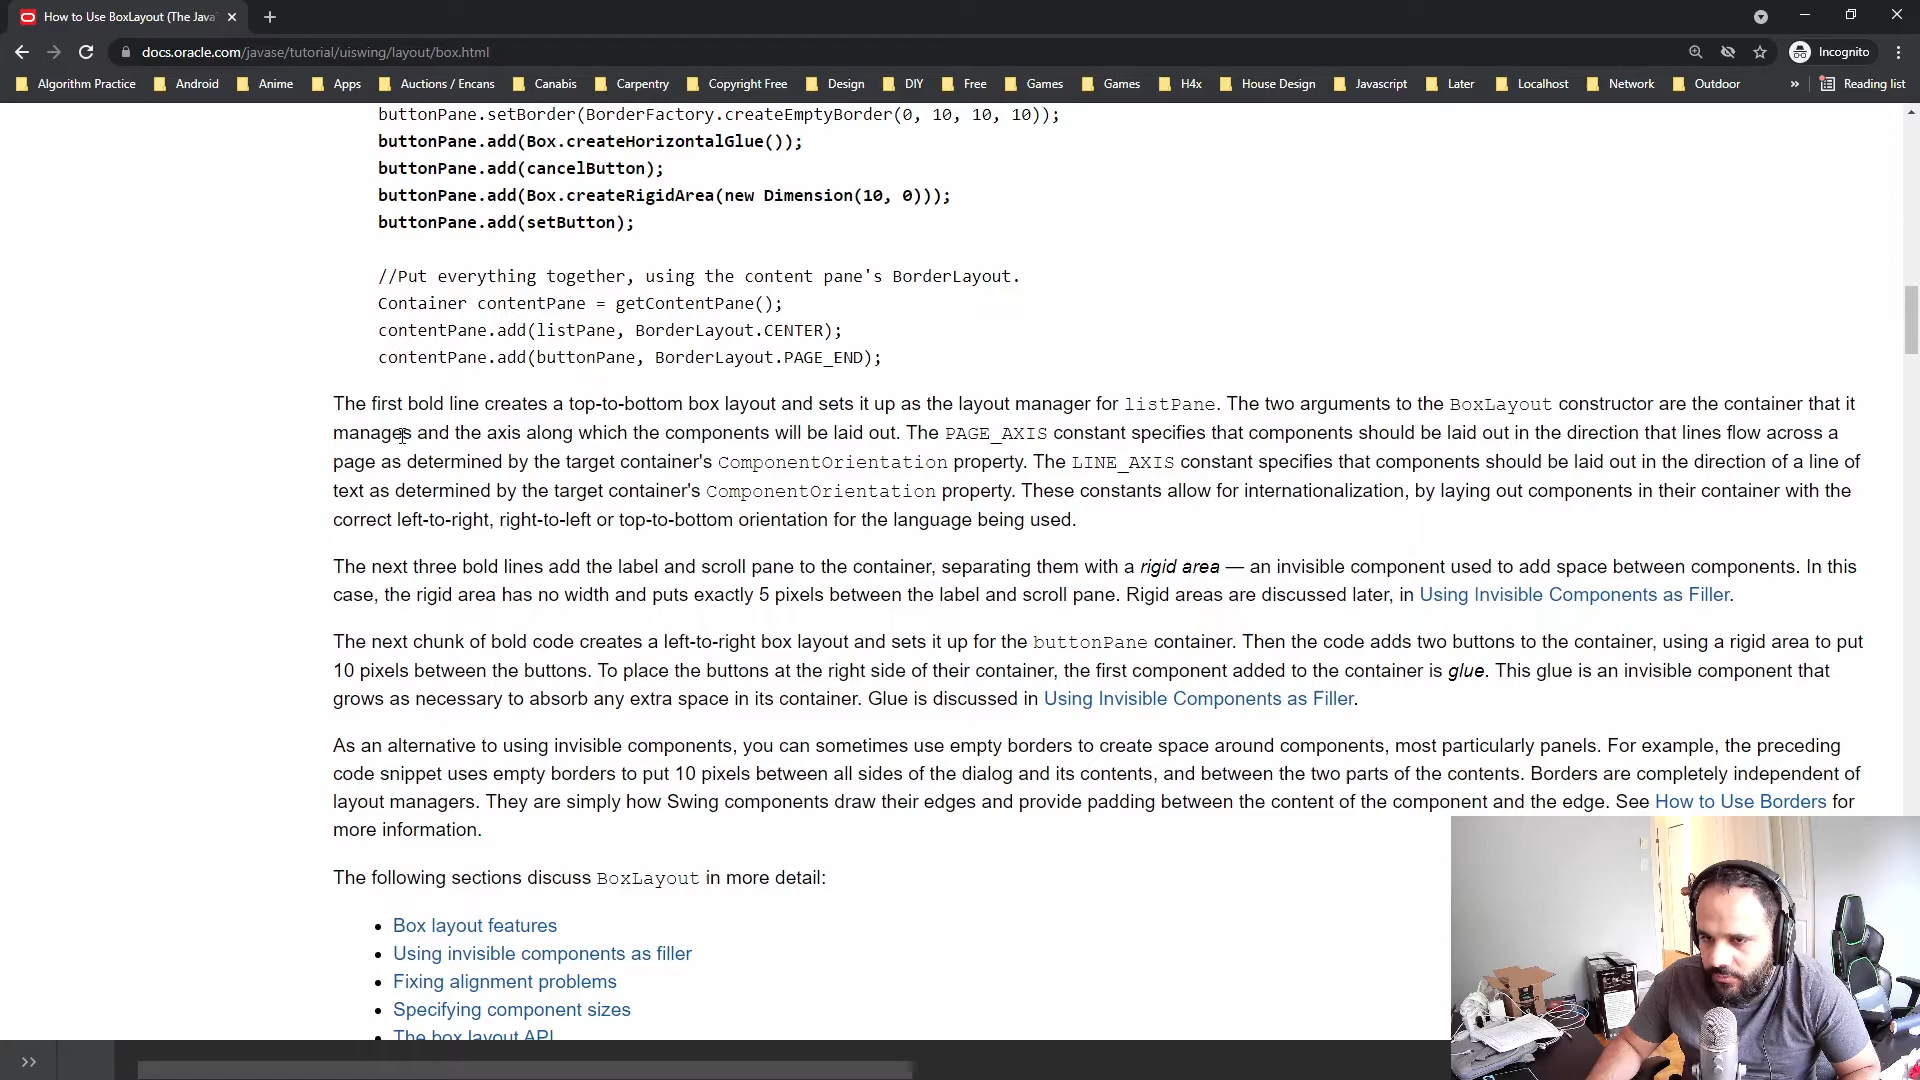 How to Use BoxLayout (The Java
docs.oracle.com/javase/tutorial/uiswing/layout/box.html
Incognito
Algorithm Practice Android Anime Apps Auctions / Encans Canabis Carpentry Copyright Free Design DIY Free Games Games H4x House Design Javascript Later Localhost Network Outdoor » Reading list
buttonPane.setBorder(BorderFactory.createEmptyBorder(0, 10, 10, 10));
buttonPane.add(Box.createHorizontalGlue());
buttonPane.add(cancelButton);
buttonPane.add(Box.createRigidArea(new Dimension(10, 0)));
buttonPane.add(setButton);
//Put everything together, using the content pane's BorderLayout.
Container contentPane = getContentPane();
contentPane.add(listPane, BorderLayout.CENTER);
contentPane.add(buttonPane, BorderLayout.PAGE_END);
The first bold line creates a top-to-bottom box layout and sets it up as the layout manager for listPane. The two arguments to the BoxLayout constructor are the container that it
manages and the axis along which the components will be laid out. The PAGE_AXIS constant specifies that components should be laid out in the direction that lines flow across a
page as determined by the target container's ComponentOrientation property. The LINE_AXIS constant specifies that components should be laid out in the direction of a line of
text as determined by the target container's ComponentOrientation property. These constants allow for internationalization, by laying out components in their container with the
correct left-to-right, right-to-left or top-to-bottom orientation for the language being used.
The next three bold lines add the label and scroll pane to the container, separating them with a rigid area — an invisible component used to add space between components. In this
case, the rigid area has no width and puts exactly 5 pixels between the label and scroll pane. Rigid areas are discussed later, in Using Invisible Components as Filler.
The next chunk of bold code creates a left-to-right box layout and sets it up for the buttonPane container. Then the code adds two buttons to the container, using a rigid area to put
10 pixels between the buttons. To place the buttons at the right side of their container, the first component added to the container is glue. This glue is an invisible component that
grows as necessary to absorb any extra space in its container. Glue is discussed in Using Invisible Components as Filler.
As an alternative to using invisible components, you can sometimes use empty borders to create space around components, most particularly panels. For example, the preceding
code snippet uses empty borders to put 10 pixels between all sides of the dialog and its contents, and between the two parts of the contents. Borders are completely independent of
layout managers. They are simply how Swing components draw their edges and provide padding between the content of the component and the edge. See How to Use Borders for
more information.
The following sections discuss BoxLayout in more detail:
Box layout features
Using invisible components as filler
Fixing alignment problems
Specifying component sizes
The box layout API